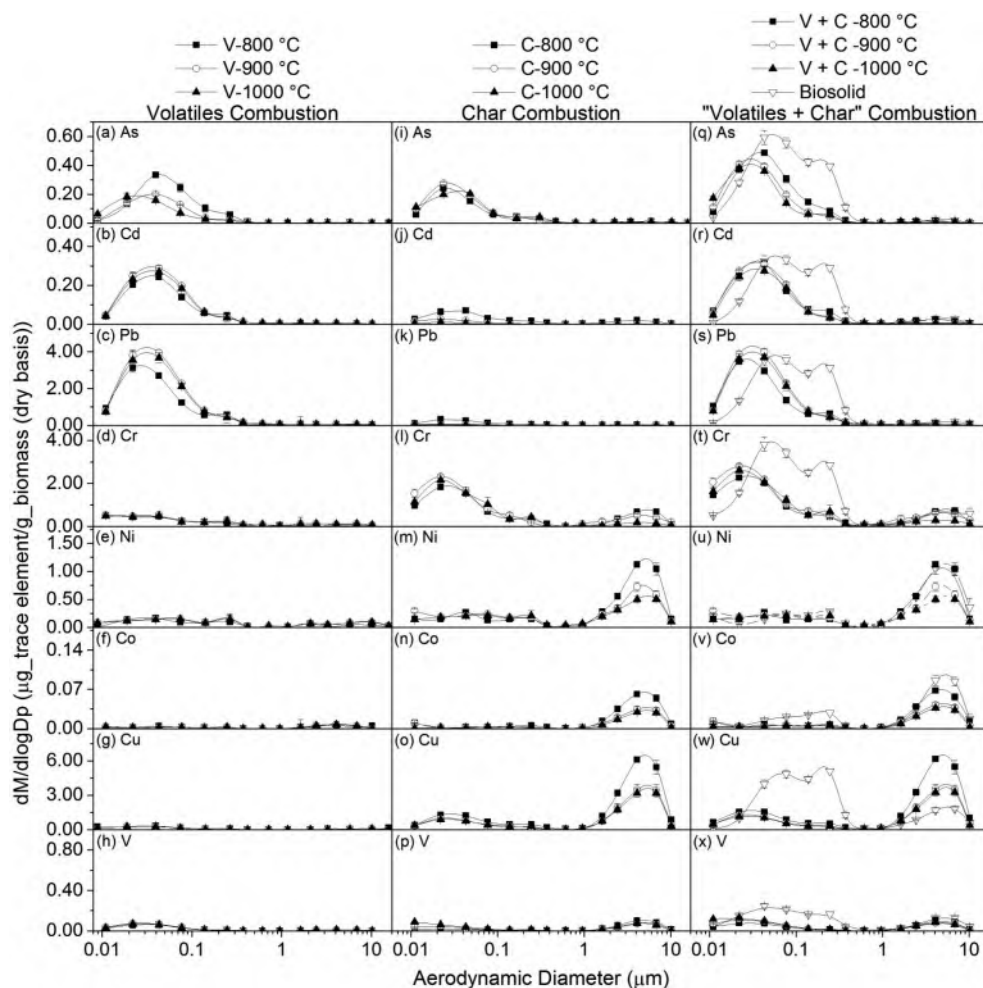 V-800 °C
V-900 °C
V-1000 °C
Volatiles Combustion
C-800 °C
C-900 °C
C-1000 °C
Char Combustion
V + C -800 °C
V + C -900 °C
V + C -1000 °C
Biosolid
"Volatiles + Char" Combustion
dM/dlogDp (μg_trace element/g_biomass (dry basis))
(a) As
(i) As
(q) As
0.60
0.40
0.20
0.00
(b) Cd
(j) Cd
(r) Cd
0.40
0.20
0.00
(c) Pb
(k) Pb
(s) Pb
4.00
2.00
0.00
(d) Cr
(l) Cr
(t) Cr
4.00
2.00
0.00
(e) Ni
(m) Ni
(u) Ni
1.50
1.00
0.50
0.00
(f) Co
(n) Co
(v) Co
0.14
0.07
0.00
(g) Cu
(o) Cu
(w) Cu
6.00
3.00
0.00
(h) V
(p) V
(x) V
0.80
0.40
0.00
0.01 0.1 1 10 0.01 0.1 1 10 0.01 0.1 1 10
Aerodynamic Diameter (μm)